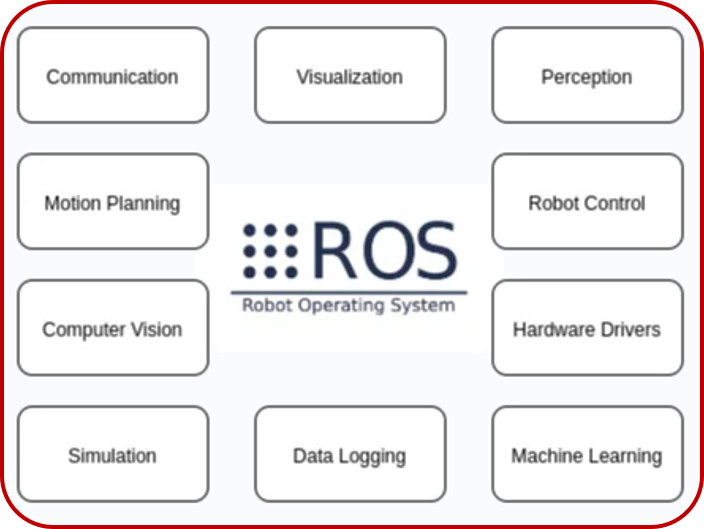 Communication
Visualization
Perception
Motion Planning
Robot Control
ROS
Robot Operating System
Computer Vision
Hardware Drivers
Simulation
Data Logging
Machine Learning